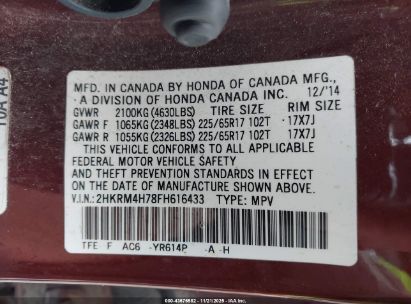 MFD. IN CANADA BY HONDA OF CANADA MFG.,
A DIVISION OF HONDA CANADA INC. 12/'14
GVWR 2100KG (4630LBS) TIRE SIZE RIM SIZE
GAWR F 1065KG (2348LBS) 225/65R17 102T 17X7J
GAWR R 1055KG (2326LBS) 225/65R17 102T 17X7J
THIS VEHICLE CONFORMS TO ALL APPLICABLE
FEDERAL MOTOR VEHICLE SAFETY AND
THEFT PREVENTION STANDARDS IN EFFECT
ON THE DATE OF MANUFACTURE SHOWN ABOVE.
V.I.N.: 2HKRM4H78FH616433 TYPE: MPV
TFE F AC6 -YR614P -A -H
10A A4